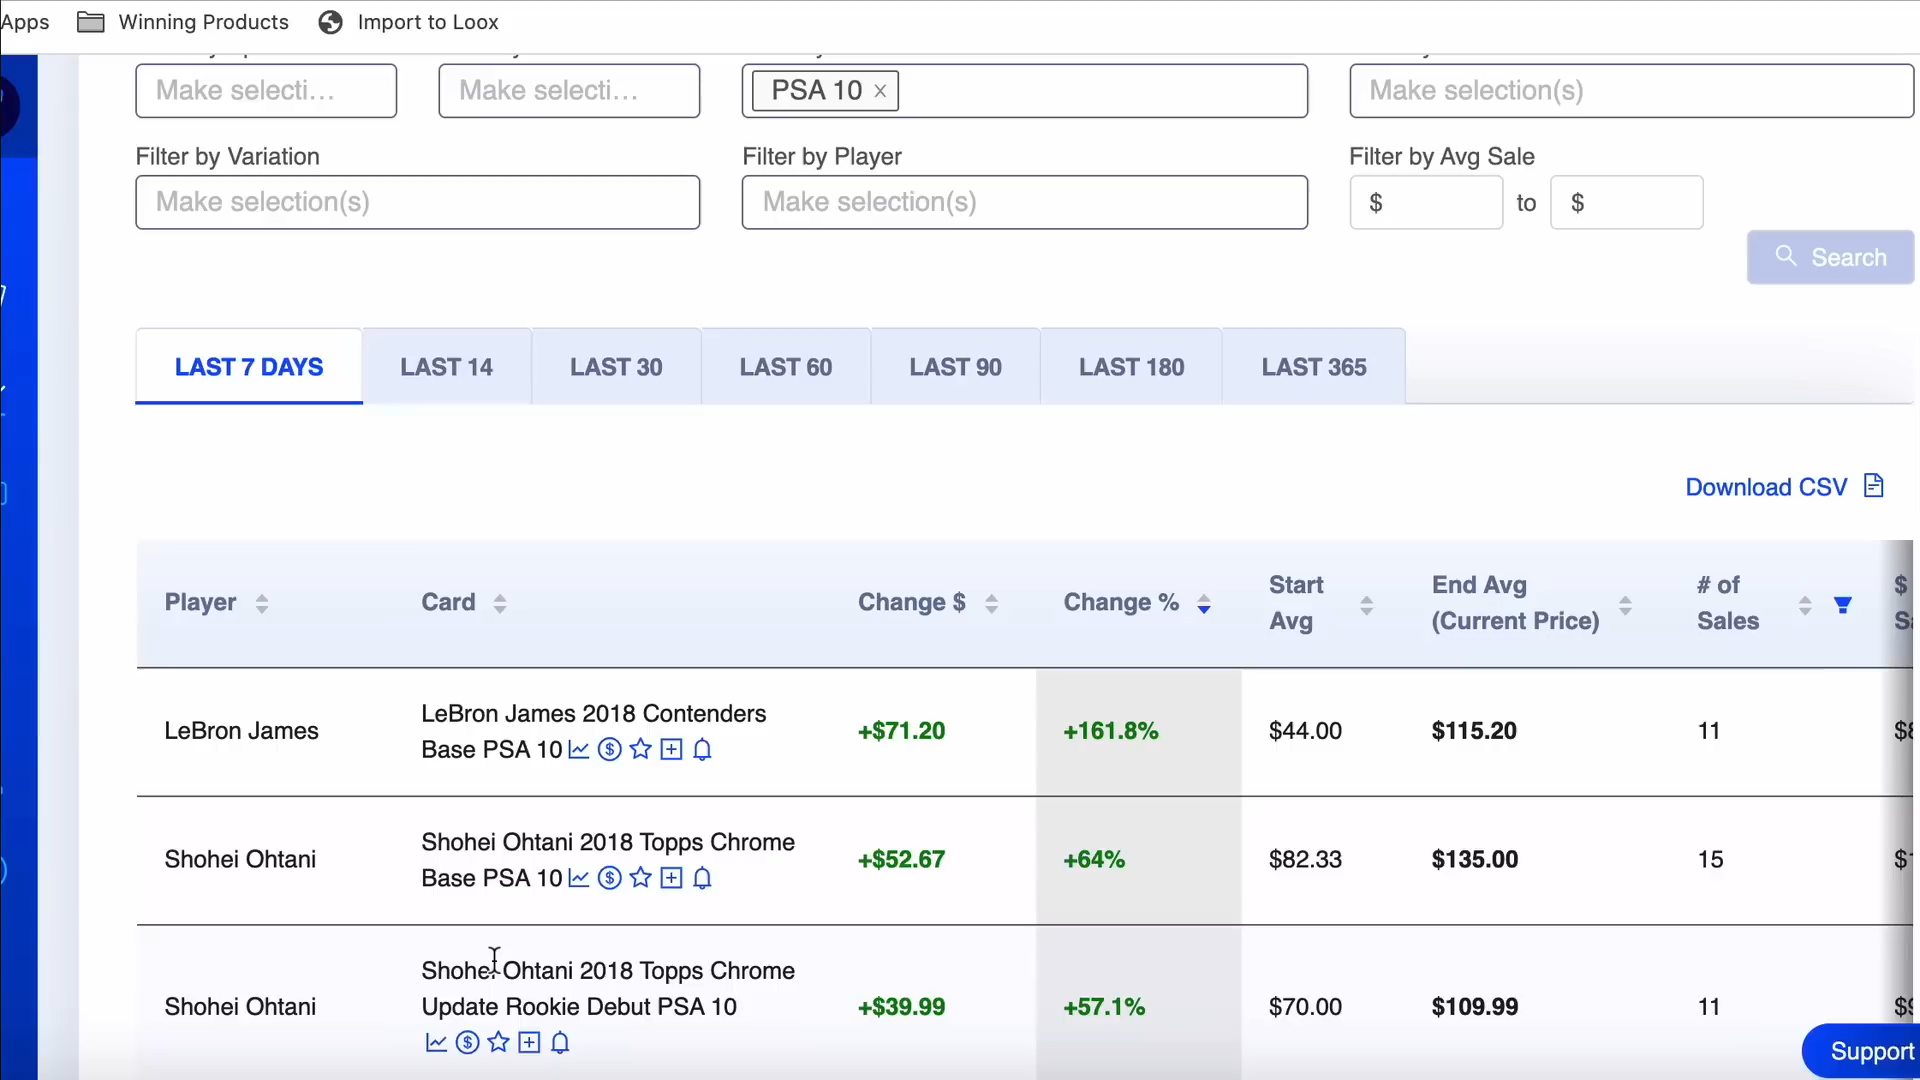 Apps Winning Products Import to Loox
Make selecti... Make selecti... PSA 10 × Make selection(s)
Filter by Variation Filter by Player Filter by Avg Sale
Make selection(s) Make selection(s) $ to $
Search
LAST 7 DAYS LAST 14 LAST 30 LAST 60 LAST 90 LAST 180 LAST 365
Download CSV
Player Card Change $ Change % Start Avg End Avg (Current Price) # of Sales $
LeBron James LeBron James 2018 Contenders Base PSA 10 +$71.20 +161.8% $44.00 $115.20 11
Shohei Ohtani Shohei Ohtani 2018 Topps Chrome Base PSA 10 +$52.67 +64% $82.33 $135.00 15
Shohei Ohtani Shohei Ohtani 2018 Topps Chrome Update Rookie Debut PSA 10 +$39.99 +57.1% $70.00 $109.99 11
Support